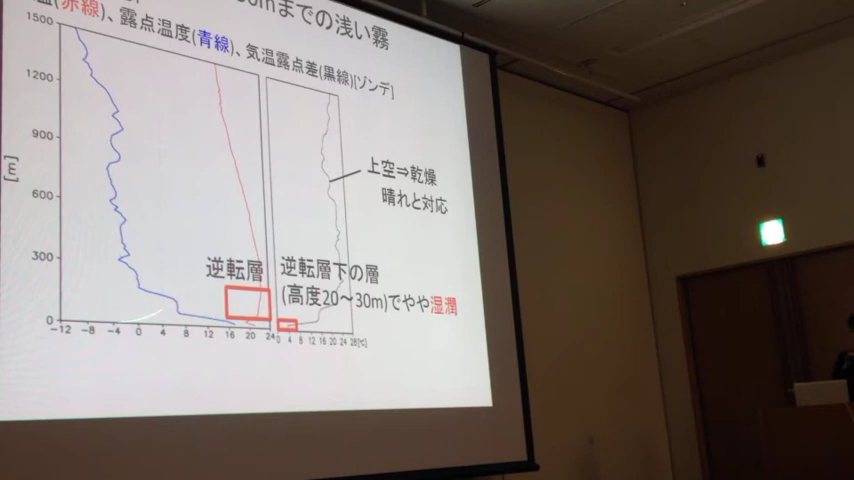 mまでの浅い霧
(赤線)、露点温度(青線)、気温露点差(黒線)[ゾンデ]
1500
1200
900
600
300
0
[m]
-12 -8 -4 0 4 8 12 16 20 24
0 4 8 12 16 20 24 28[℃]
上空⇒乾燥
晴れと対応
逆転層
逆転層下の層
(高度20～30m)でやや湿潤